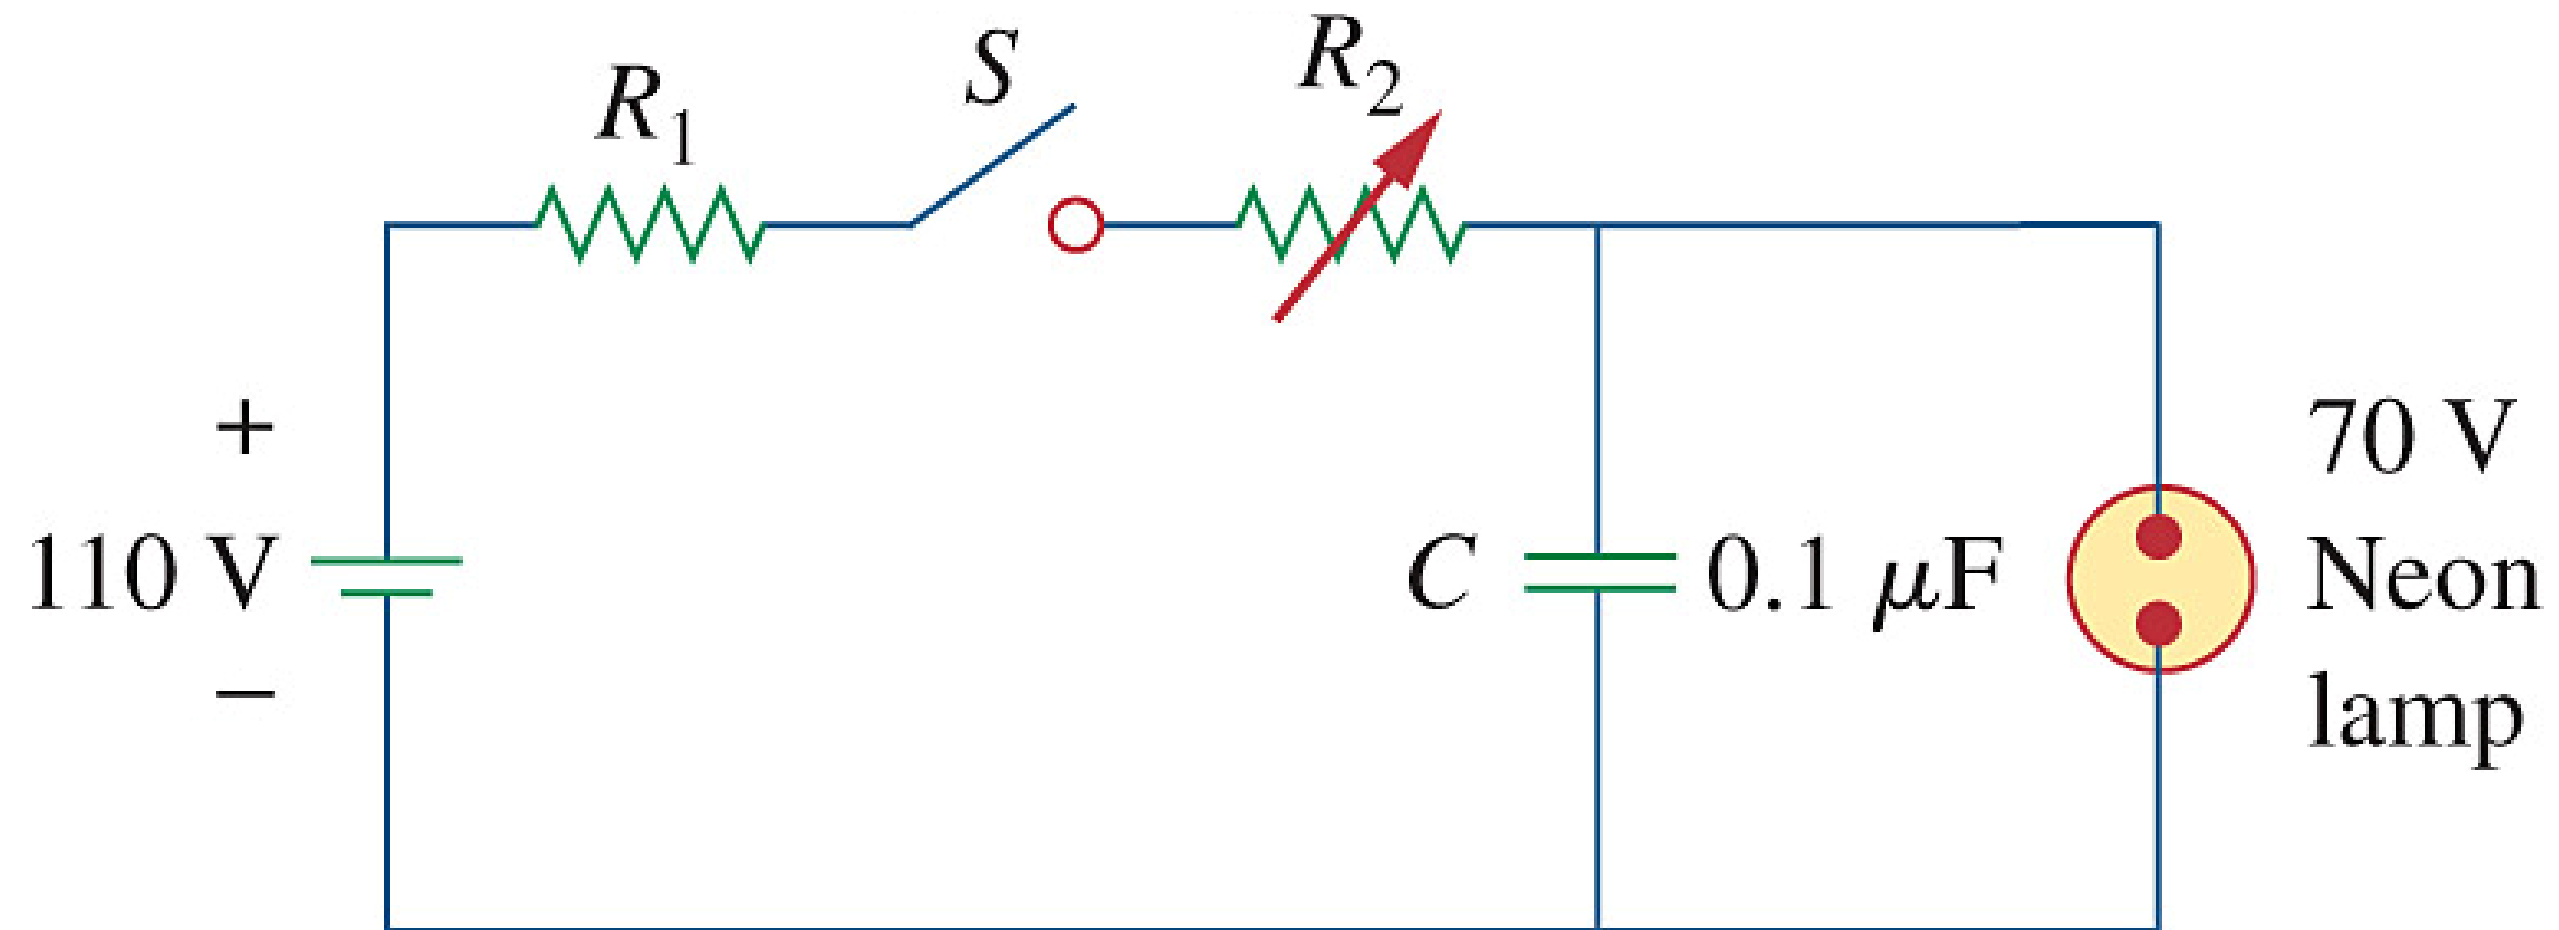 R₁
S
R₂
+
110 V
−
C
0.1 μF
70 V
Neon
lamp